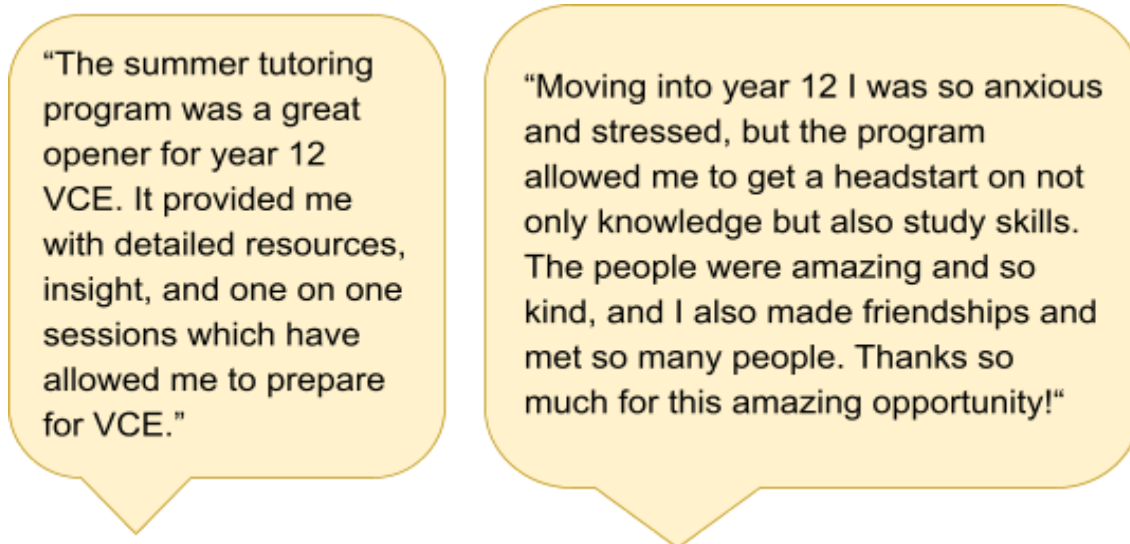 “The summer tutoring
program was a great
opener for year 12
VCE. It provided me
with detailed resources,
insight, and one on one
sessions which have
allowed me to prepare
for VCE.”
“Moving into year 12 I was so anxious
and stressed, but the program
allowed me to get a headstart on not
only knowledge but also study skills.
The people were amazing and so
kind, and I also made friendships and
met so many people. Thanks so
much for this amazing opportunity!“